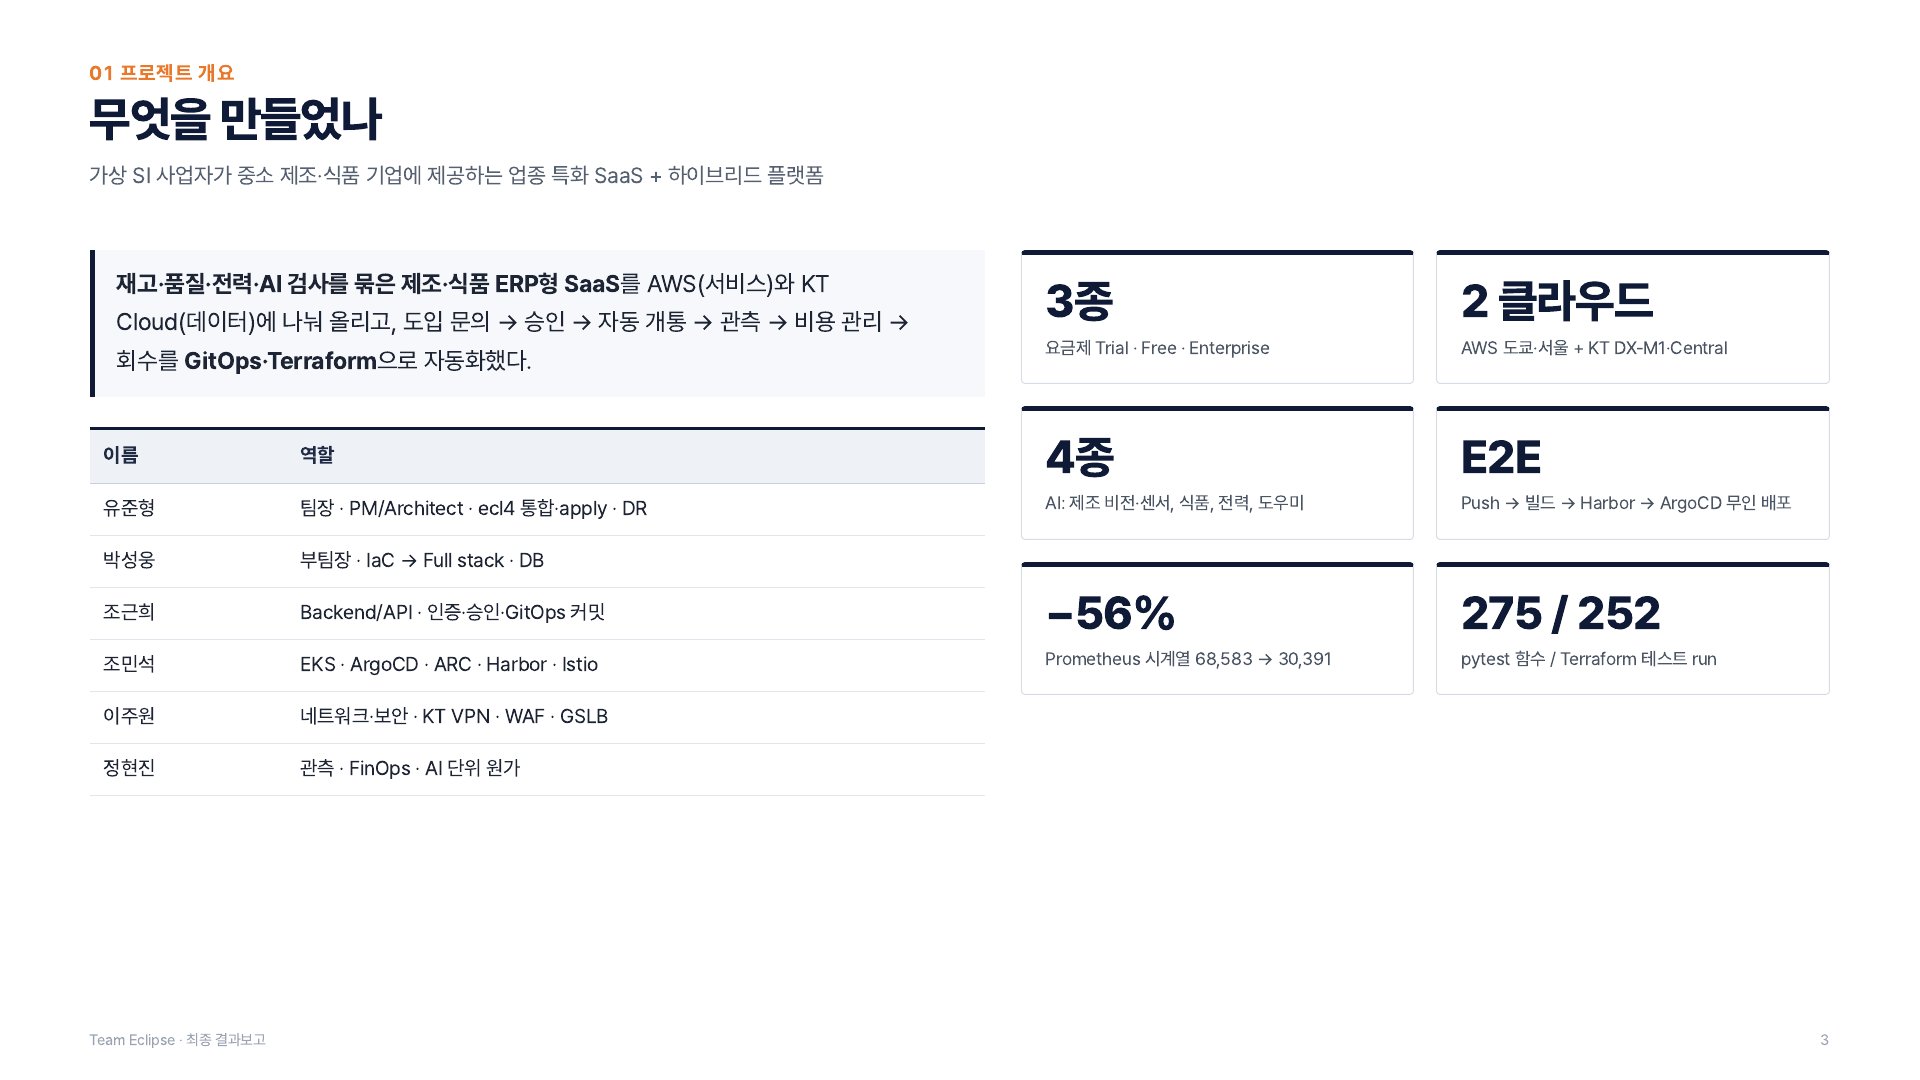 01 프로젝트 개요
무엇을 만들었나
가상 SI 사업자가 중소 제조·식품 기업에 제공하는 업종 특화 SaaS + 하이브리드 플랫폼
재고·품질·전력·AI 검사를 묶은 제조·식품 ERP형 SaaS를 AWS(서비스)와 KT
Cloud(데이터)에 나눠 올리고, 도입 문의 → 승인 → 자동 개통 → 관측 → 비용 관리 →
회수를 GitOps·Terraform으로 자동화했다.
이름 역할
유준형 팀장 · PM/Architect · ecl4 통합·apply · DR
박성웅 부팀장 · IaC → Full stack · DB
조근희 Backend/API · 인증·승인·GitOps 커밋
조민석 EKS · ArgoCD · ARC · Harbor · Istio
이주원 네트워크·보안 · KT VPN · WAF · GSLB
정현진 관측 · FinOps · AI 단위 원가
3종
요금제 Trial · Free · Enterprise
2 클라우드
AWS 도쿄·서울 + KT DX-M1·Central
4종
AI: 제조 비전·센서, 식품, 전력, 도우미
E2E
Push → 빌드 → Harbor → ArgoCD 무인 배포
−56%
Prometheus 시계열 68,583 → 30,391
275 / 252
pytest 함수 / Terraform 테스트 run
Team Eclipse · 최종 결과보고
3